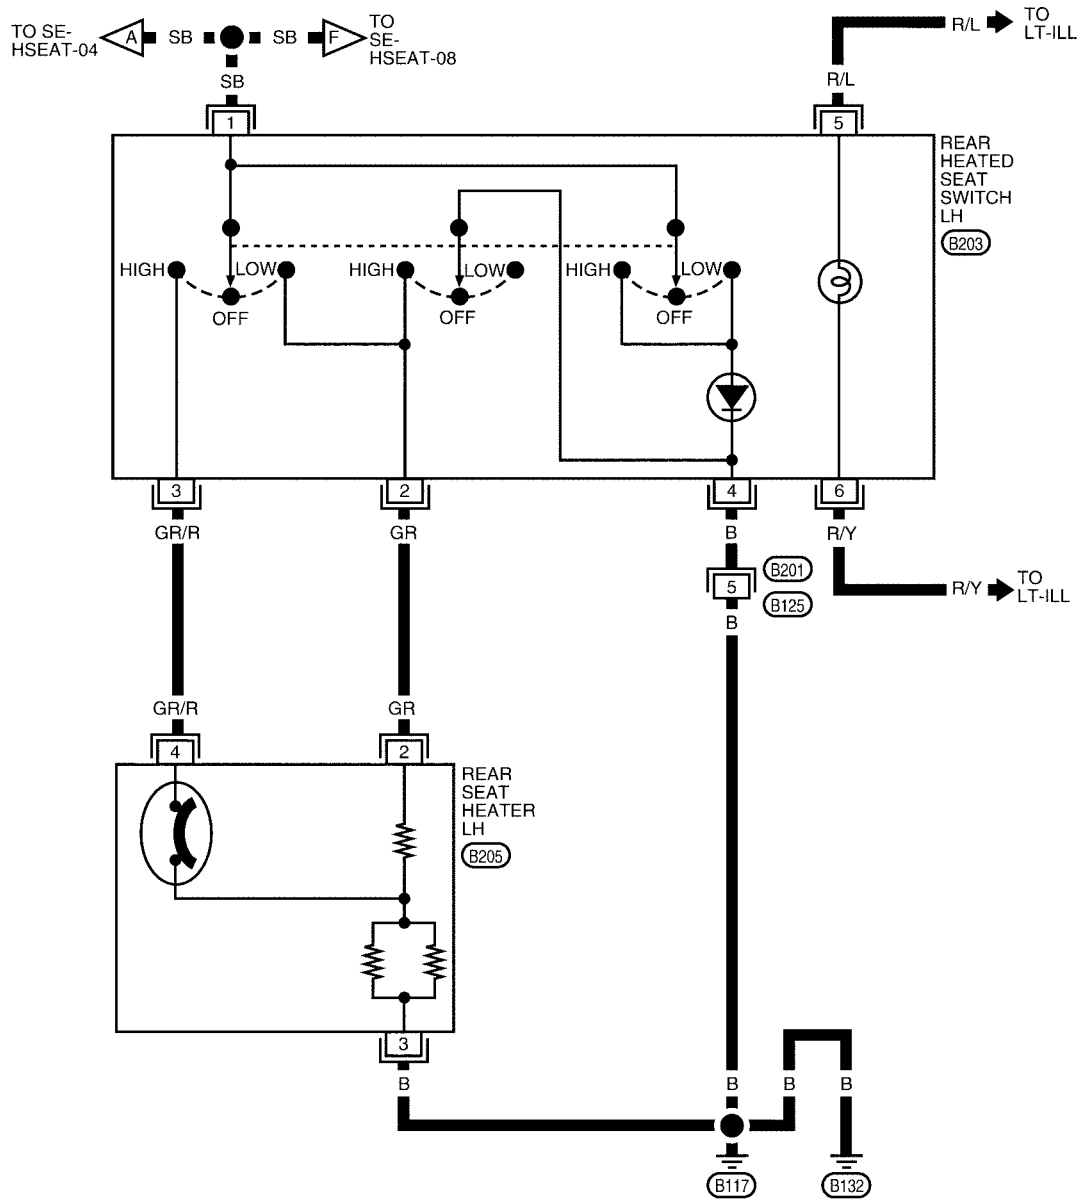 TO SE-
HSEAT-04
A
SB
SB
F
TO
SE-
HSEAT-08
R/L
TO
LT-ILL
SB
R/L
1
5
REAR
HEATED
SEAT
SWITCH
LH
B203
HIGH
LOW
HIGH
LOW
HIGH
LOW
OFF
OFF
OFF
3
2
4
6
GR/R
GR
B
R/Y
B201
5
B125
R/Y
TO
LT-ILL
B
GR/R
GR
4
2
REAR
SEAT
HEATER
LH
B205
3
B
B
B
B
B117
B132